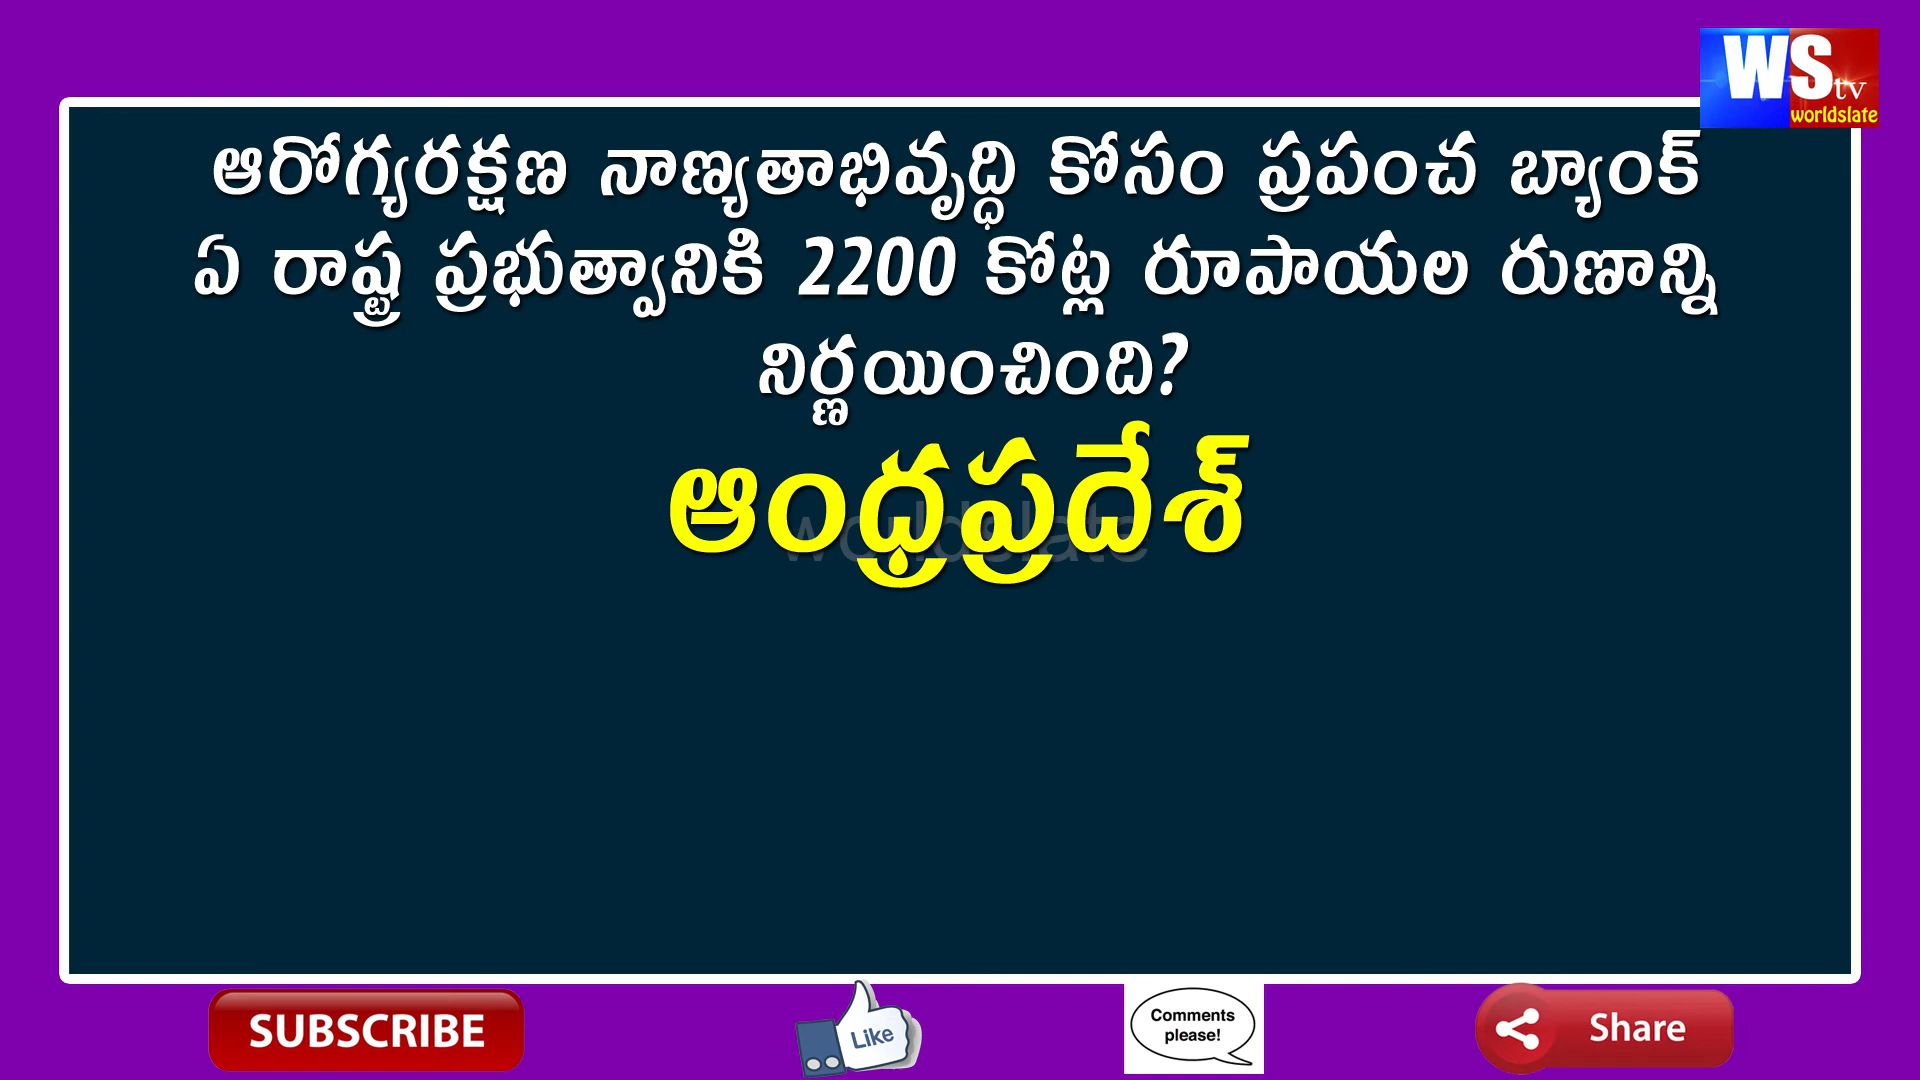 WS tv
worldslate
ఆరోగ్యరక్షణ నాణ్యతాభివృద్ధి కోసం ప్రపంచ బ్యాంక్
ఏ రాష్ట్ర ప్రభుత్వానికి 2200 కోట్ల రూపాయల రుణాన్ని
నిర్ణయించింది?
ఆంధ్రప్రదేశ్
worldslate
SUBSCRIBE
Like
Comments
please!
Share